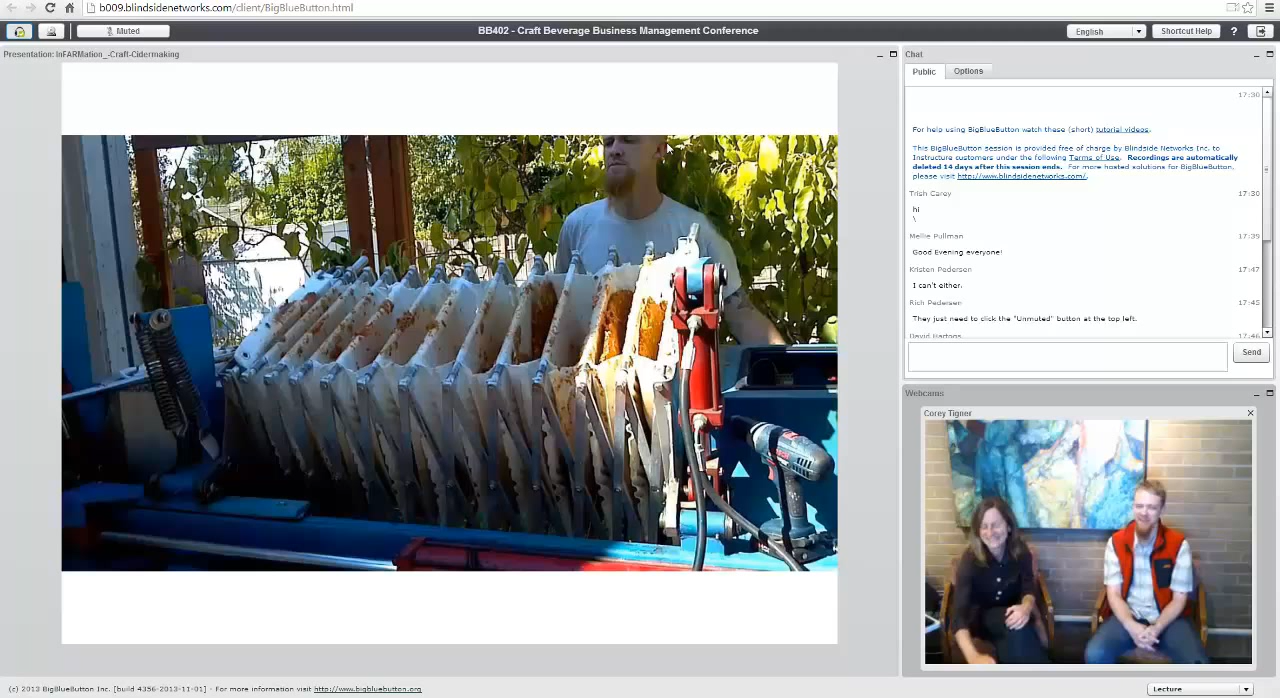 b009.blindsidenetworks.com/client/BigBlueButton.html
Muted
BB402 - Craft Beverage Business Management Conference
English
Shortcut Help
?
Presentation: InFARMation_-Craft-Cidermaking
Chat
Public
Options
17:30
For help using BigBlueButton watch these (short) tutorial videos.
This BigBlueButton session is provided free of charge by Blindside Networks Inc. to
Instructure customers under the following Terms of Use. Recordings are automatically
deleted 14 days after this session ends. For more hosted solutions for BigBlueButton,
please visit http://www.blindsidenetworks.com/.
Trish Carey 17:30
hi
\
Mellie Pullman 17:39
Good Evening everyone!
Kristen Pedersen 17:47
I can't either.
Rich Pedersen 17:45
They just need to click the "Unmuted" button at the top left.
David Bartogs 17:46
Send
Webcams
Corey Tigner
(c) 2013 BigBlueButton Inc. [build 4356-2013-11-01] - For more information visit http://www.bigbluebutton.org
Lecture